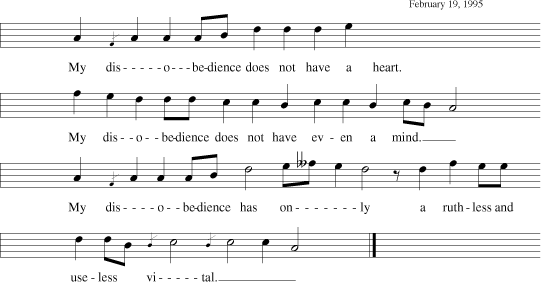 February 19, 1995
My dis - - - - - o - - - be-dience does not have a heart.
My dis - - o - - be-dience does not have ev - en a mind.
My dis - - - - o - - be-dience has on - - - - - - - ly a ruth - less and
use - less vi - - - - - tal.